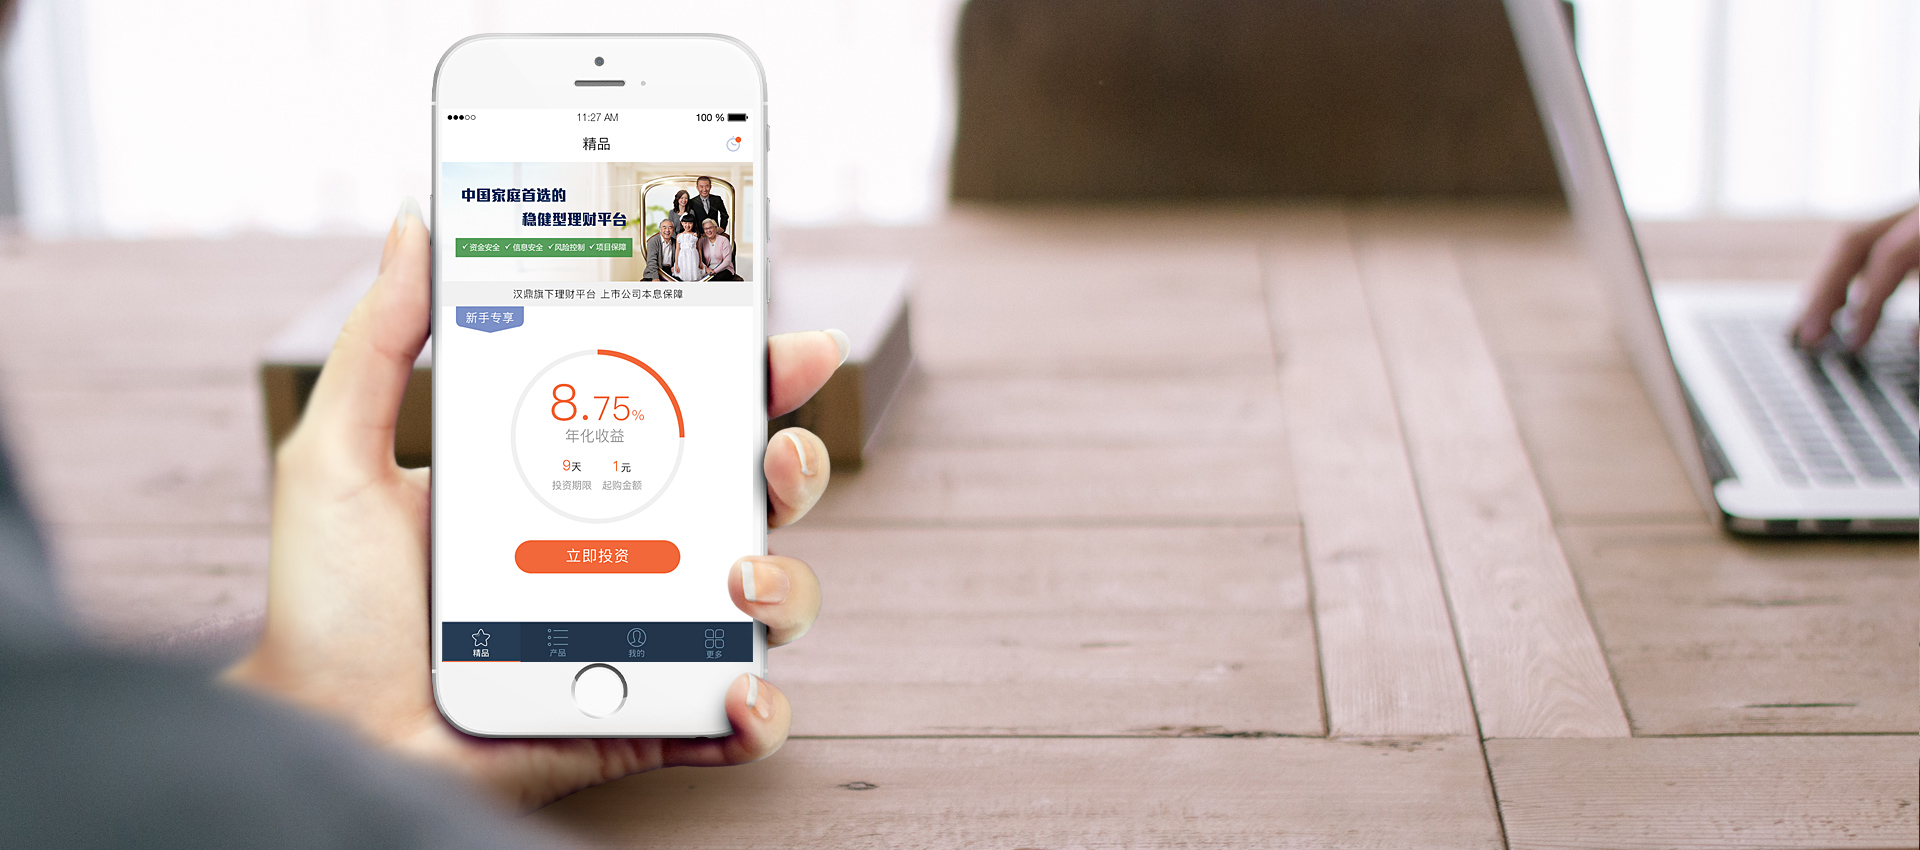 11:27 AM
100 %
精品
中国家庭首选的
稳健型理财平台
✓资金安全 ✓信息安全 ✓风险控制 ✓项目保障
汉鼎旗下理财平台 上市公司本息保障
新手专享
8.75%
年化收益
9天 1元
投资期限 起购金额
立即投资
精品 产品 我的 更多